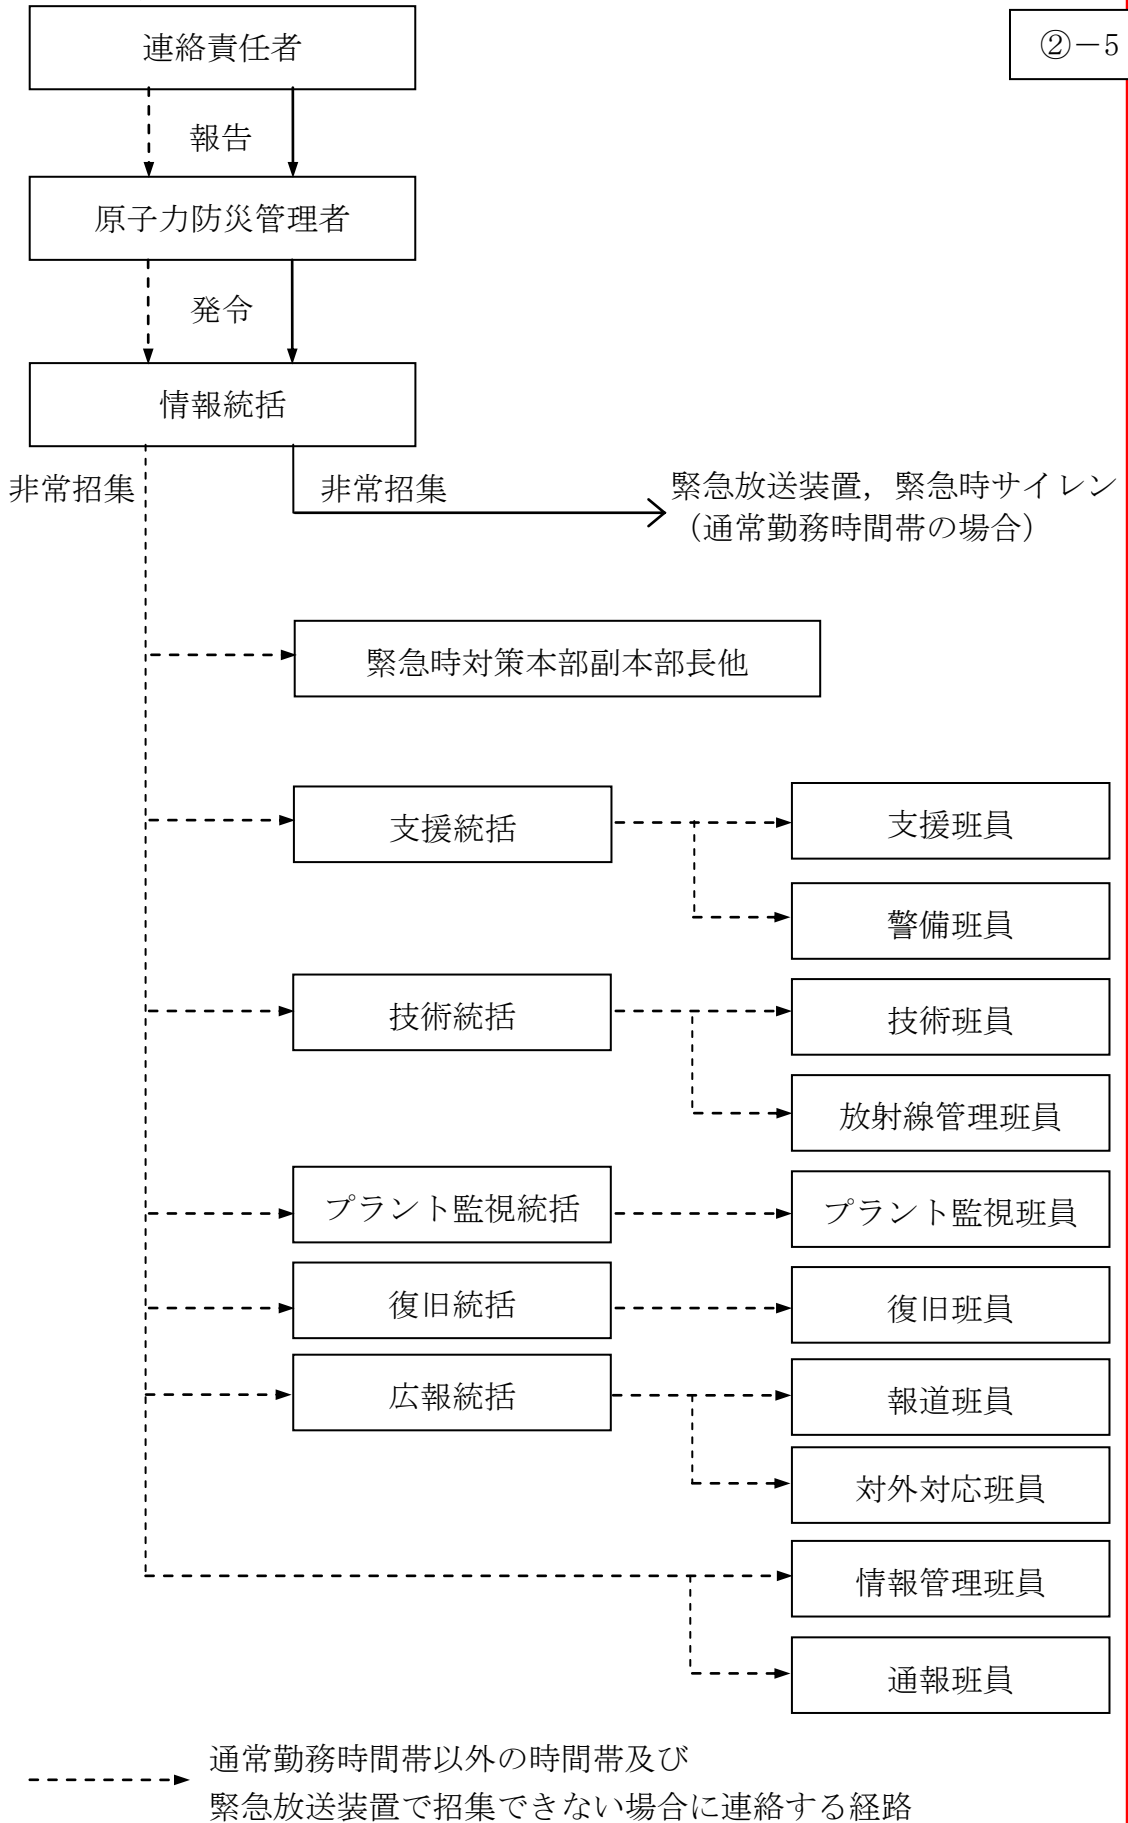 連絡責任者
②－5
報告
原子力防災管理者
発令
情報統括
非常招集
非常招集
緊急放送装置，緊急時サイレン
（通常勤務時間帯の場合）
緊急時対策本部副本部長他
支援統括
支援班員
警備班員
技術統括
技術班員
放射線管理班員
プラント監視統括
プラント監視班員
復旧統括
復旧班員
広報統括
報道班員
対外対応班員
情報管理班員
通報班員
通常勤務時間帯以外の時間帯及び
緊急放送装置で招集できない場合に連絡する経路